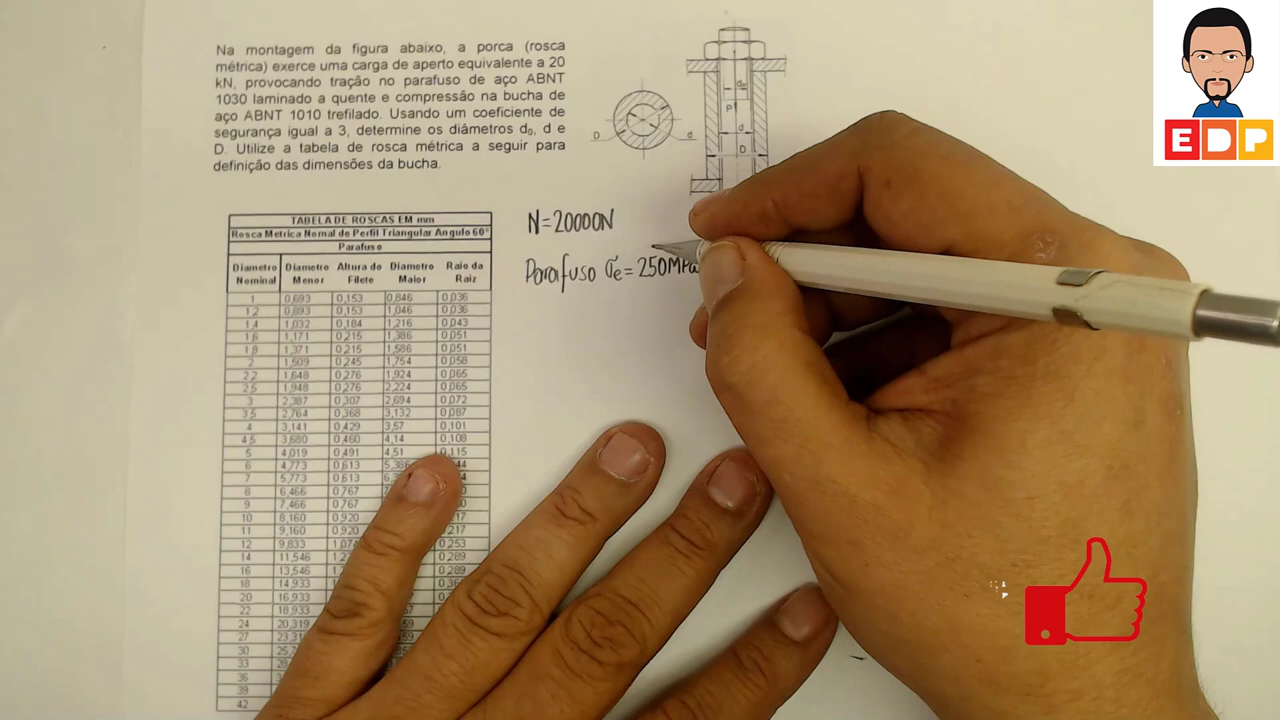 Na montagem da figura abaixo, a porca (rosca
métrica) exerce uma carga de aperto equivalente a 20
kN, provocando tração no parafuso de aço ABNT
1030 laminado a quente e compressão na bucha de
aço ABNT 1010 trefilado. Usando um coeficiente de
segurança igual a 3, determine os diâmetros d₀, d e
D. Utilize a tabela de rosca métrica a seguir para
definição das dimensões da bucha.
P
d
D
D
d
EDP
N=20000N
Parafuso σe = 250MPa
TABELA DE ROSCAS EM mm
Rosca Metrica Normal de Perfil Triangular Angulo 60°
Parafuso
Diametro Nominal Diametro Menor Altura do Filete Diametro Maior Raio da Raiz
1 0,693 0,153 0,846 0,036
1,2 0,893 0,153 1,046 0,036
1,4 1,032 0,184 1,216 0,043
1,6 1,171 0,215 1,386 0,051
1,8 1,371 0,215 1,586 0,051
2 1,509 0,245 1,754 0,058
2,2 1,648 0,276 1,924 0,065
2,5 1,948 0,276 2,224 0,065
3 2,387 0,307 2,694 0,072
3,5 2,764 0,368 3,132 0,087
4 3,141 0,429 3,57 0,101
4,5 3,680 0,460 4,14 0,108
5 4,019 0,491 4,51 0,115
6 4,773 0,613
7 5,773 0,613
8 6,466 0,767
9 7,466 0,767
10 8,160 0,920
11 9,160 0,920
12 9,833 0,253
14 11,546 0,289
16 13,546 0,289
18 14,933
20 16,933
22 18,933
24 20,319
27
30
33
36
39
42